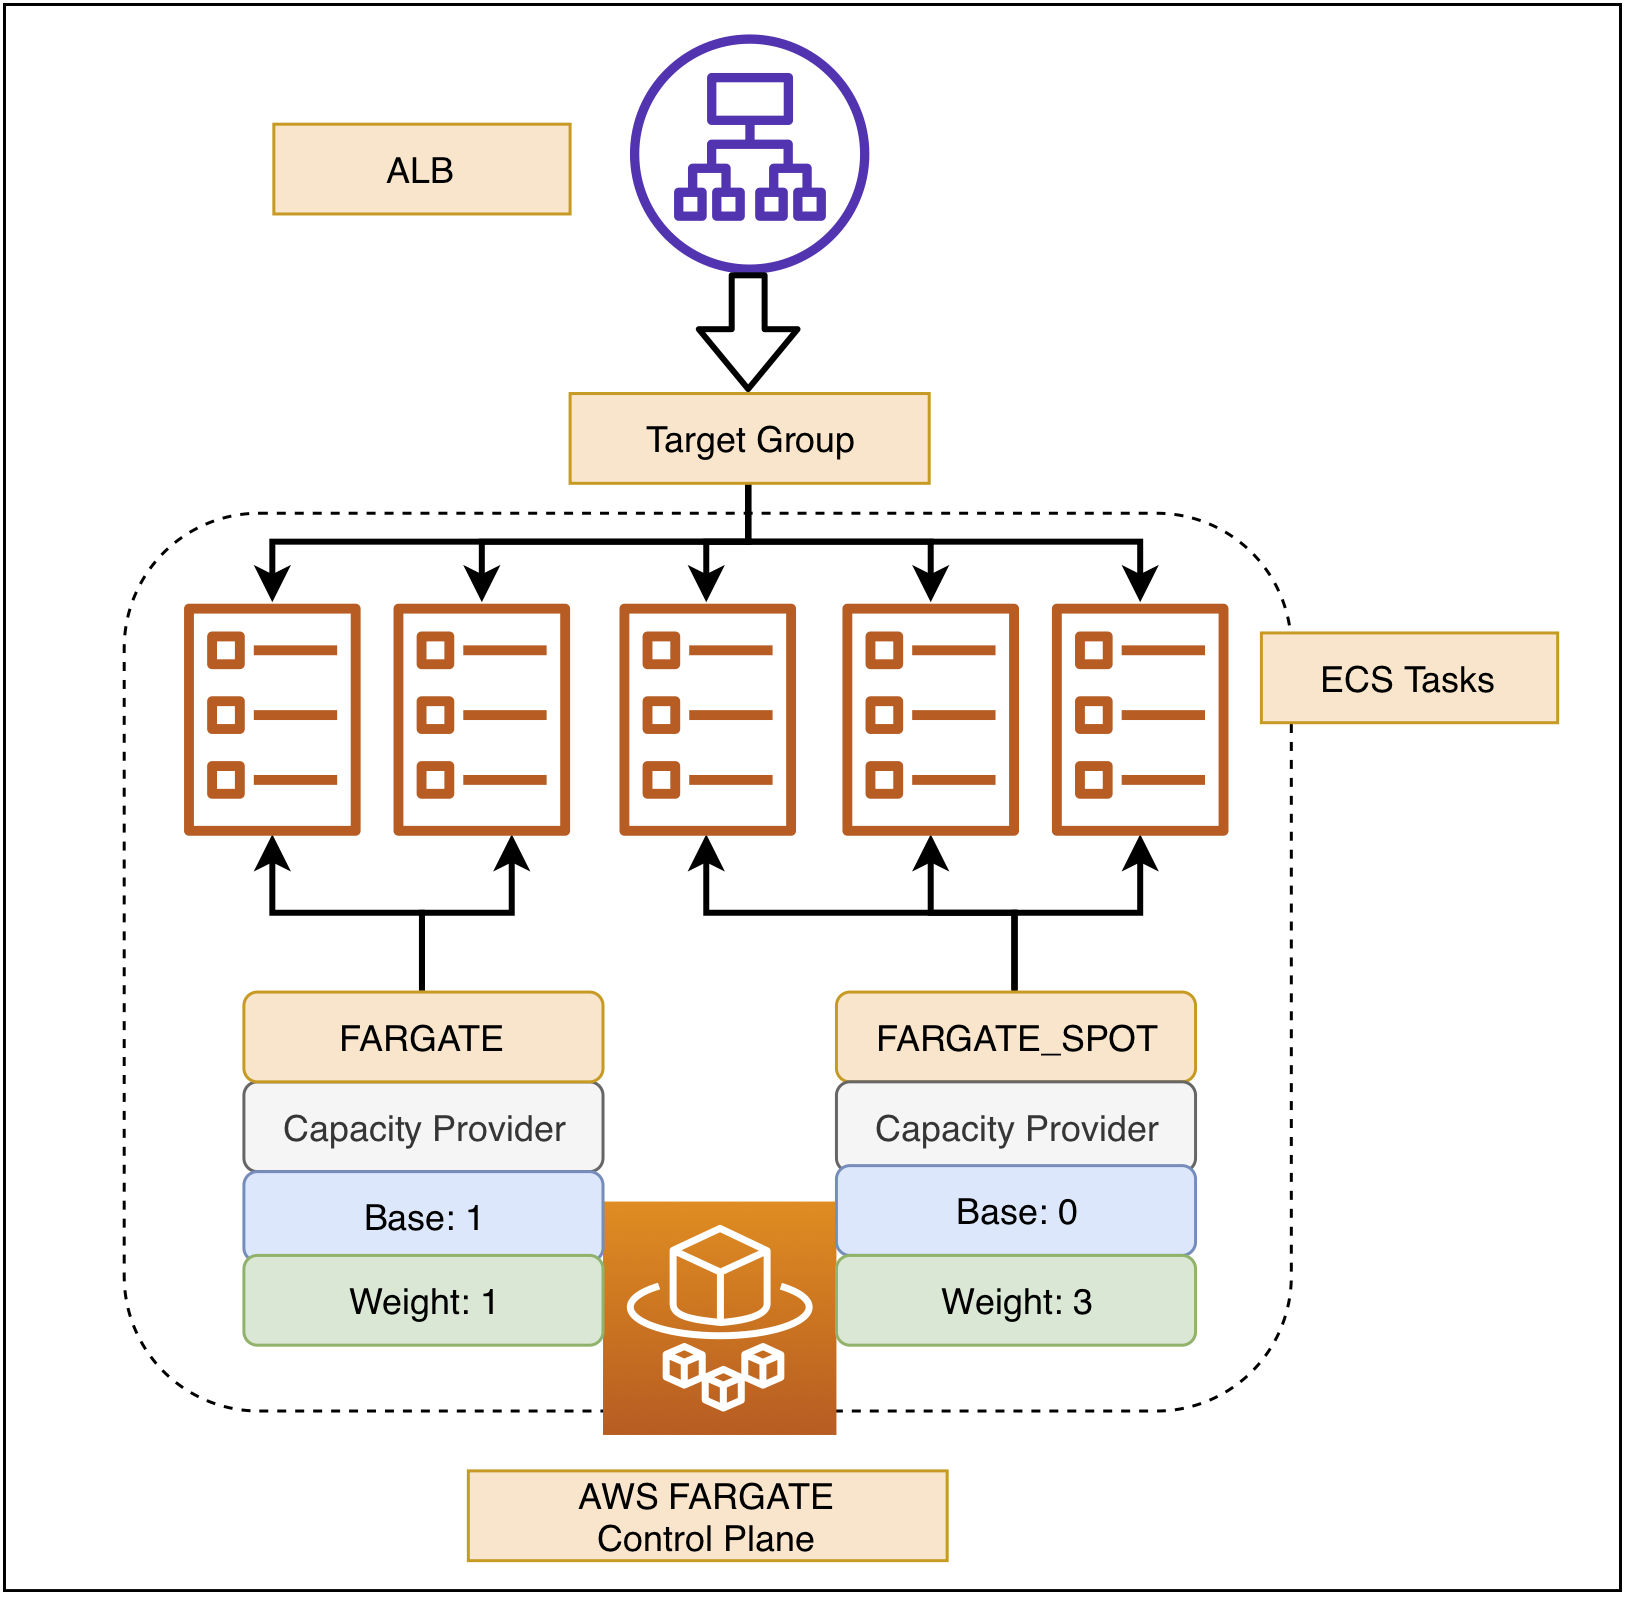 ALB
Target Group
ECS Tasks
FARGATE
Capacity Provider
Base: 1
Weight: 1
FARGATE_SPOT
Capacity Provider
Base: 0
Weight: 3
AWS FARGATE
Control Plane